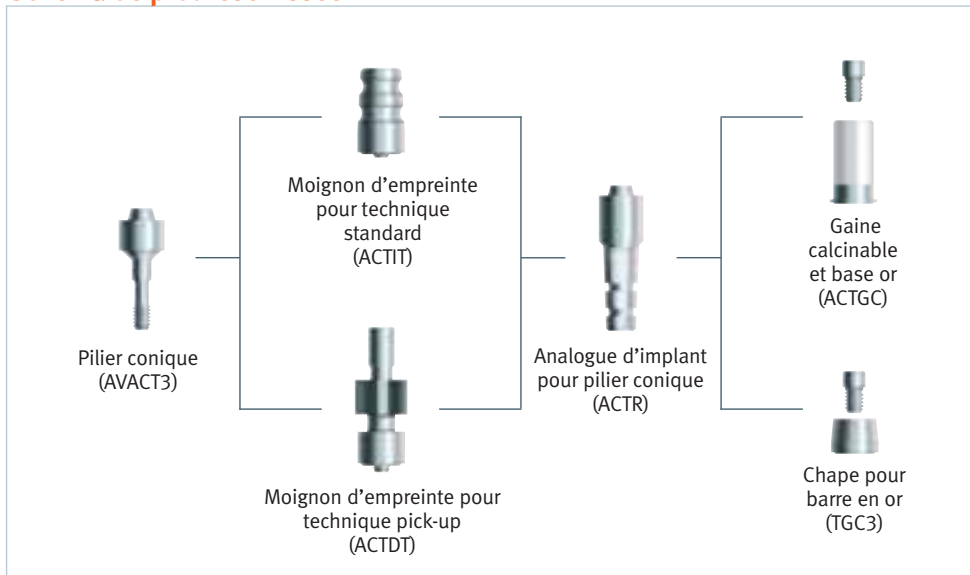 Pilier conique
(AVACT3)
Moignon d’empreinte
pour technique
standard
(ACTIT)
Moignon d’empreinte pour
technique pick-up
(ACTDT)
Analogue d’implant
pour pilier conique
(ACTR)
Gaine
calcinable
et base or
(ACTGC)
Chape pour
barre en or
(TGC3)